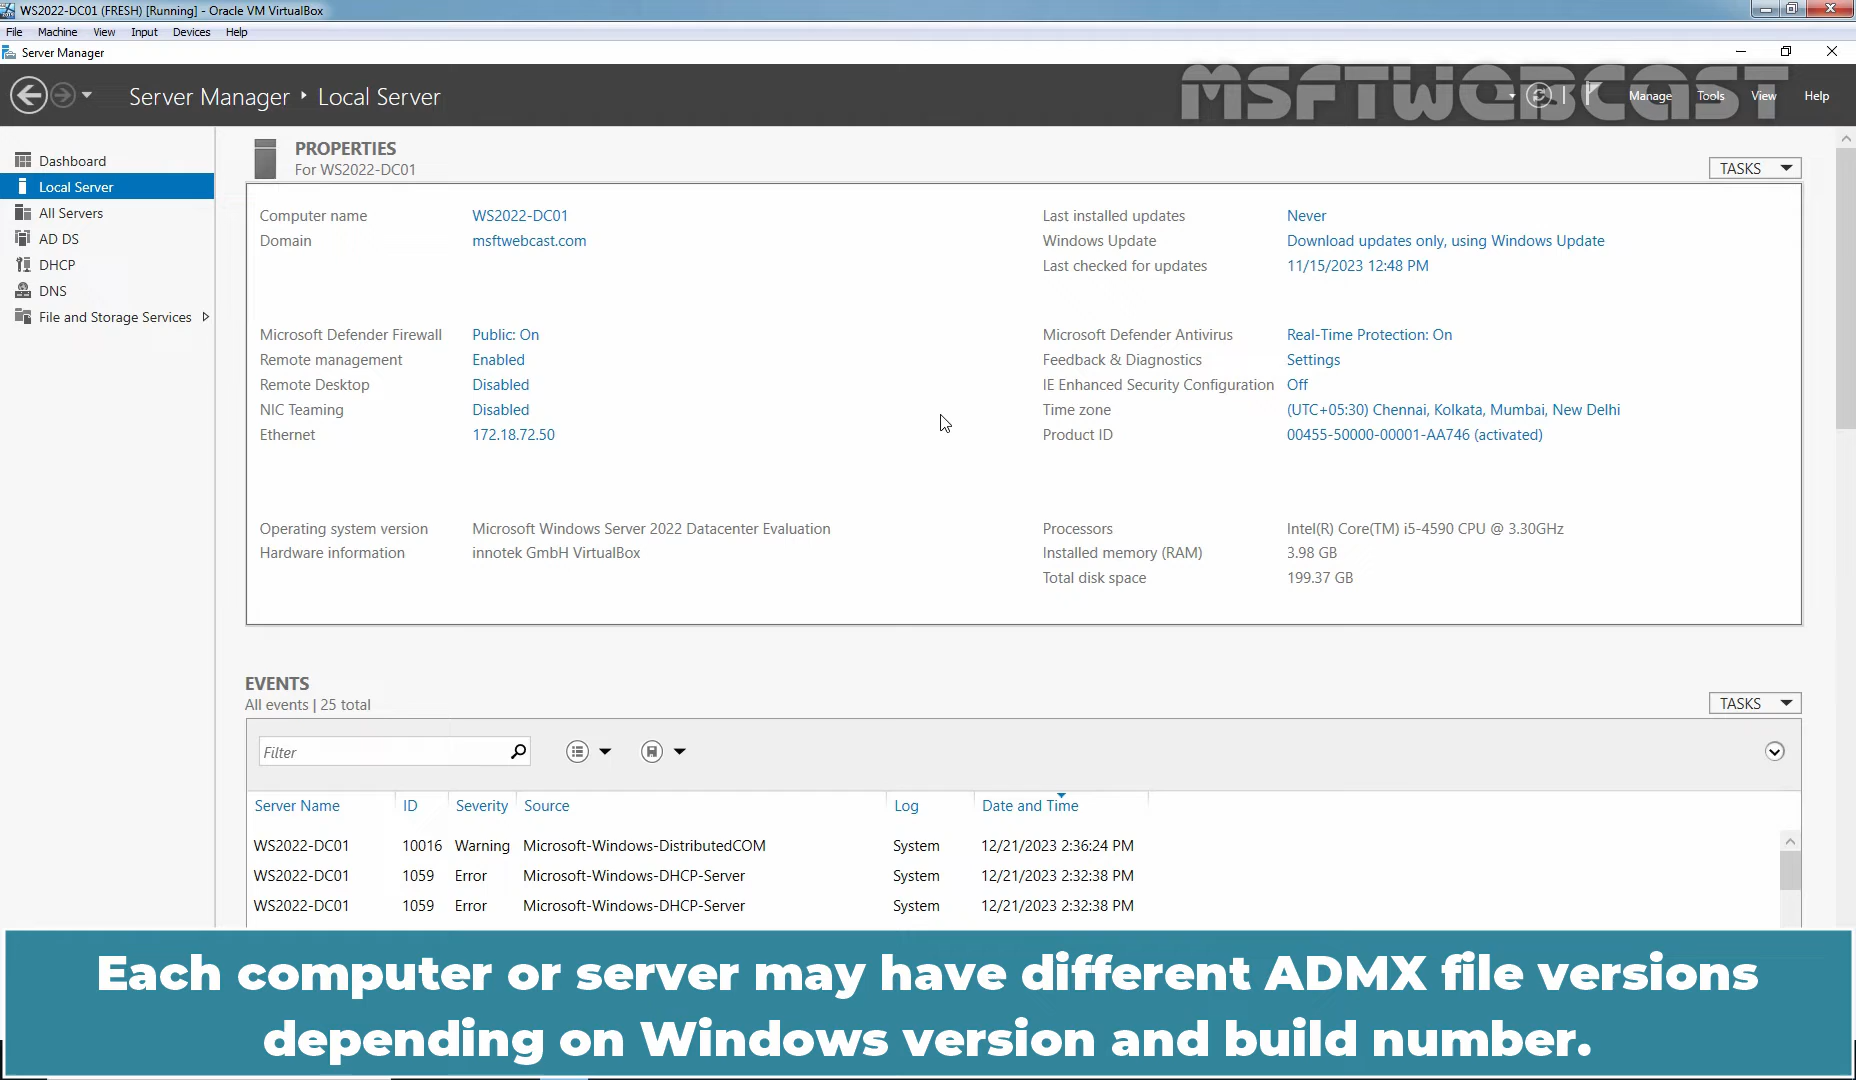 WS2022-DC01 (FRESH) [Running] - Oracle VM VirtualBox
File Machine View Input Devices Help
Server Manager
Server Manager ‣ Local Server
MSFTWEBCAST
Manage Tools View Help
Dashboard
Local Server
All Servers
AD DS
DHCP
DNS
File and Storage Services
PROPERTIES
For WS2022-DC01
TASKS
Computer name WS2022-DC01 Last installed updates Never
Domain msftwebcast.com Windows Update Download updates only, using Windows Update
Last checked for updates 11/15/2023 12:48 PM
Microsoft Defender Firewall Public: On Microsoft Defender Antivirus Real-Time Protection: On
Remote management Enabled Feedback & Diagnostics Settings
Remote Desktop Disabled IE Enhanced Security Configuration Off
NIC Teaming Disabled Time zone (UTC+05:30) Chennai, Kolkata, Mumbai, New Delhi
Ethernet 172.18.72.50 Product ID 00455-50000-00001-AA746 (activated)
Operating system version Microsoft Windows Server 2022 Datacenter Evaluation Processors Intel(R) Core(TM) i5-4590 CPU @ 3.30GHz
Hardware information innotek GmbH VirtualBox Installed memory (RAM) 3.98 GB
Total disk space 199.37 GB
EVENTS
All events | 25 total
TASKS
Filter
Server Name ID Severity Source Log Date and Time
WS2022-DC01 10016 Warning Microsoft-Windows-DistributedCOM System 12/21/2023 2:36:24 PM
WS2022-DC01 1059 Error Microsoft-Windows-DHCP-Server System 12/21/2023 2:32:38 PM
WS2022-DC01 1059 Error Microsoft-Windows-DHCP-Server System 12/21/2023 2:32:38 PM
Each computer or server may have different ADMX file versions
depending on Windows version and build number.